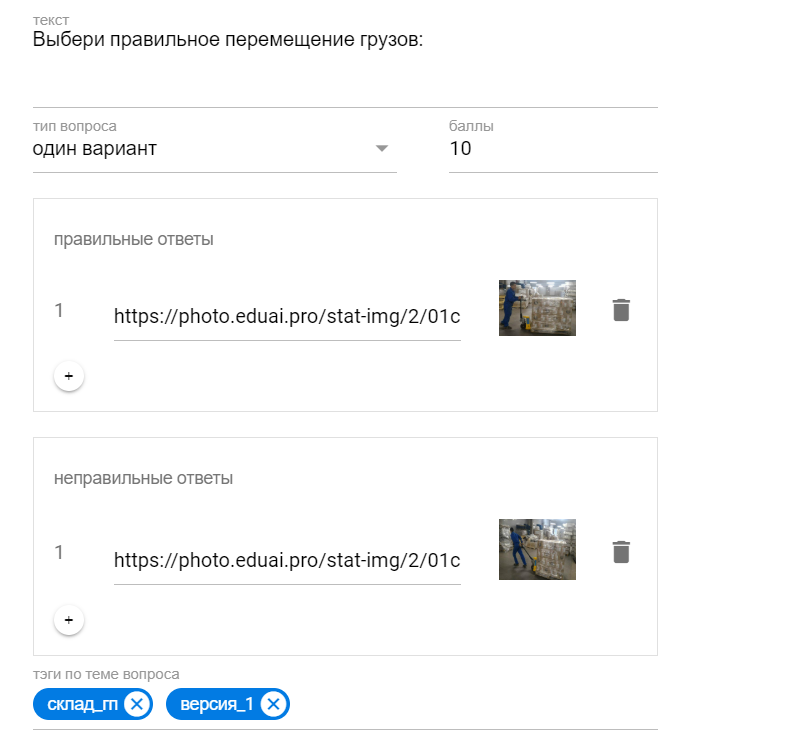 текст
Выбери правильное перемещение грузов:
тип вопроса
баллы
один вариант
10
правильные ответы
1
https://photo.eduai.pro/stat-img/2/01c
+
неправильные ответы
1
https://photo.eduai.pro/stat-img/2/01c
+
тэги по теме вопроса
склад_гп
версия_1